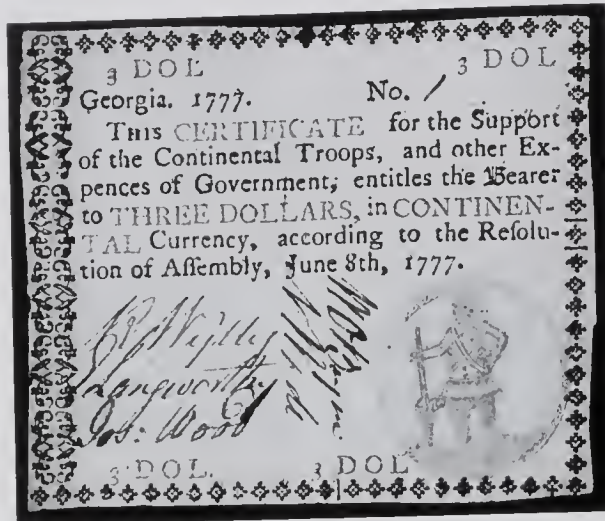 3 DOL 3 DOL
Georgia. 1777. No. 1
THIS CERTIFICATE for the Support
of the Continental Troops, and other Ex-
pences of Government, entitles the Bearer
to THREE DOLLARS, in CONTINEN-
TAL Currency, according to the Reſolu-
tion of Aſſembly, June 8th, 1777.
Wylly
Langworthy
Jos: Wood
3 DOL. 3 DOL